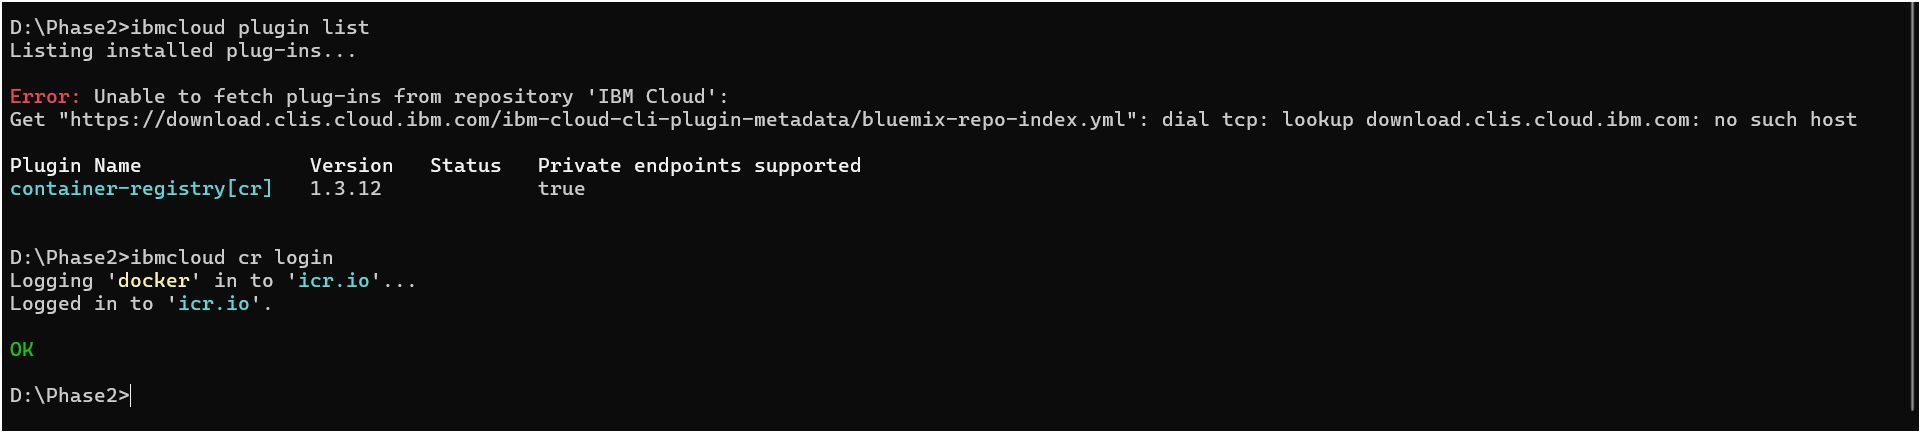 D:\Phase2>ibmcloud plugin list
Listing installed plug-ins...
Error: Unable to fetch plug-ins from repository 'IBM Cloud':
Get "https://download.clis.cloud.ibm.com/ibm-cloud-cli-plugin-metadata/bluemix-repo-index.yml": dial tcp: lookup download.clis.cloud.ibm.com: no such host
Plugin Name Version Status Private endpoints supported
container-registry[cr] 1.3.12 true
D:\Phase2>ibmcloud cr login
Logging 'docker' in to 'icr.io'...
Logged in to 'icr.io'.
OK
D:\Phase2>